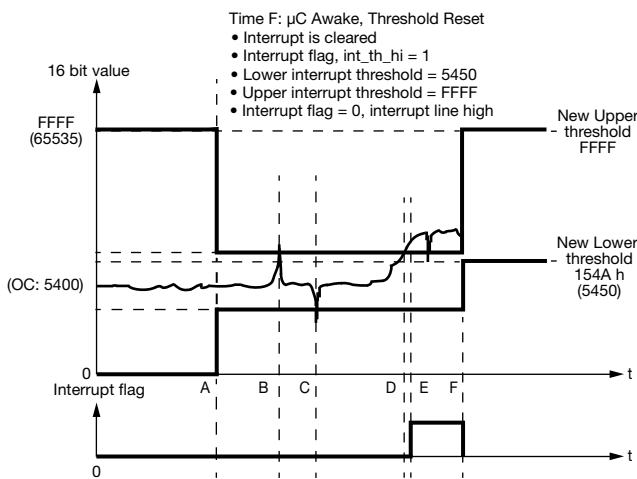 Time F: µC Awake, Threshold Reset
• Interrupt is cleared
• Interrupt flag, int_th_hi = 1
• Lower interrupt threshold = 5450
• Upper interrupt threshold = FFFF
• Interrupt flag = 0, interrupt line high
16 bit value
FFFF
(65535)
New Upper
threshold
FFFF
(OC: 5400)
New Lower
threshold
154A h
(5450)
0
t
Interrupt flag
A
B
C
D
E
F
t
0